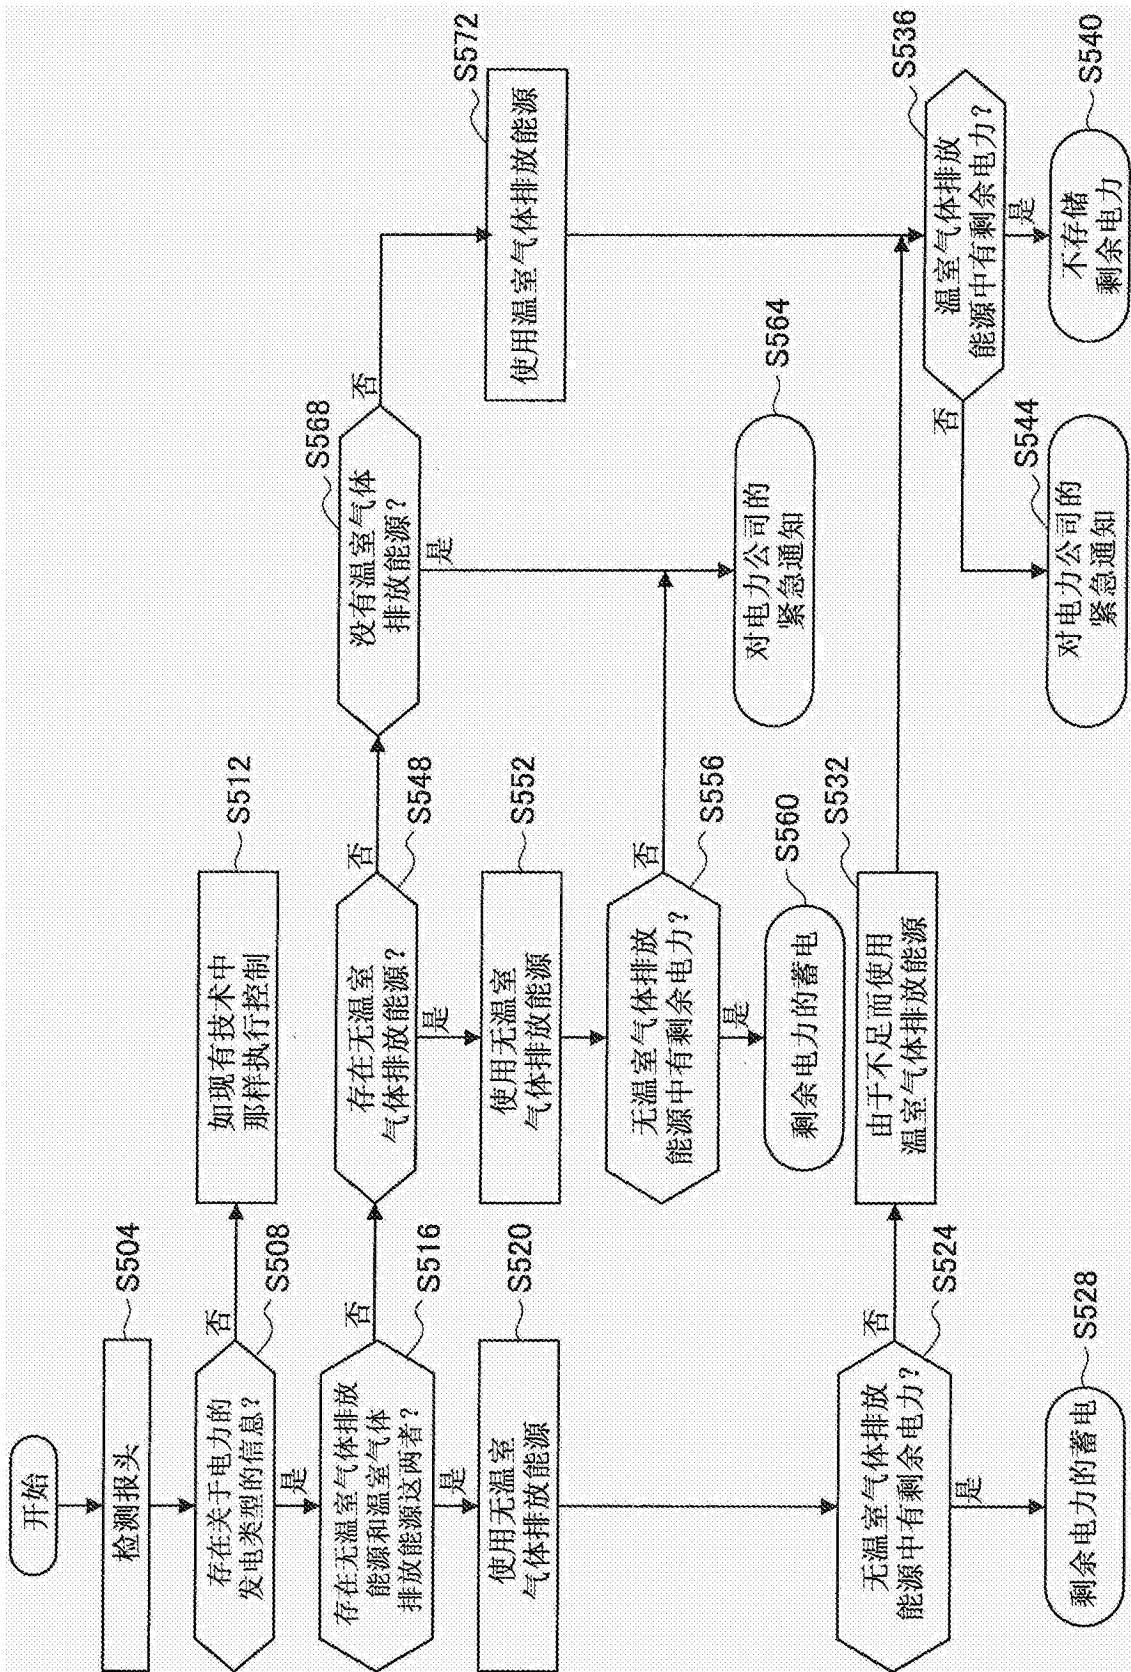 开始
检测报头
S504
存在关于电力的
发电类型的信息？
S508
否
是
如现有技术中
那样执行控制
S512
存在无温室气体排放
能源和温室气体
排放能源这两者？
S516
否
是
使用无温室
气体排放能源
S520
无温室气体排放
能源中有剩余电力？
S524
否
是
剩余电力的蓄电
S528
由于不足而使用
温室气体排放能源
S532
存在无温室
气体排放能源？
S548
否
是
使用无温室
气体排放能源
S552
无温室气体排放
能源中有剩余电力？
S556
否
是
剩余电力的蓄电
S560
没有温室气体
排放能源？
S568
否
是
对电力公司的
紧急通知
S564
使用温室气体排放能源
S572
温室气体排放
能源中有剩余电力？
S536
否
是
不存储
剩余电力
S540
对电力公司的
紧急通知
S544